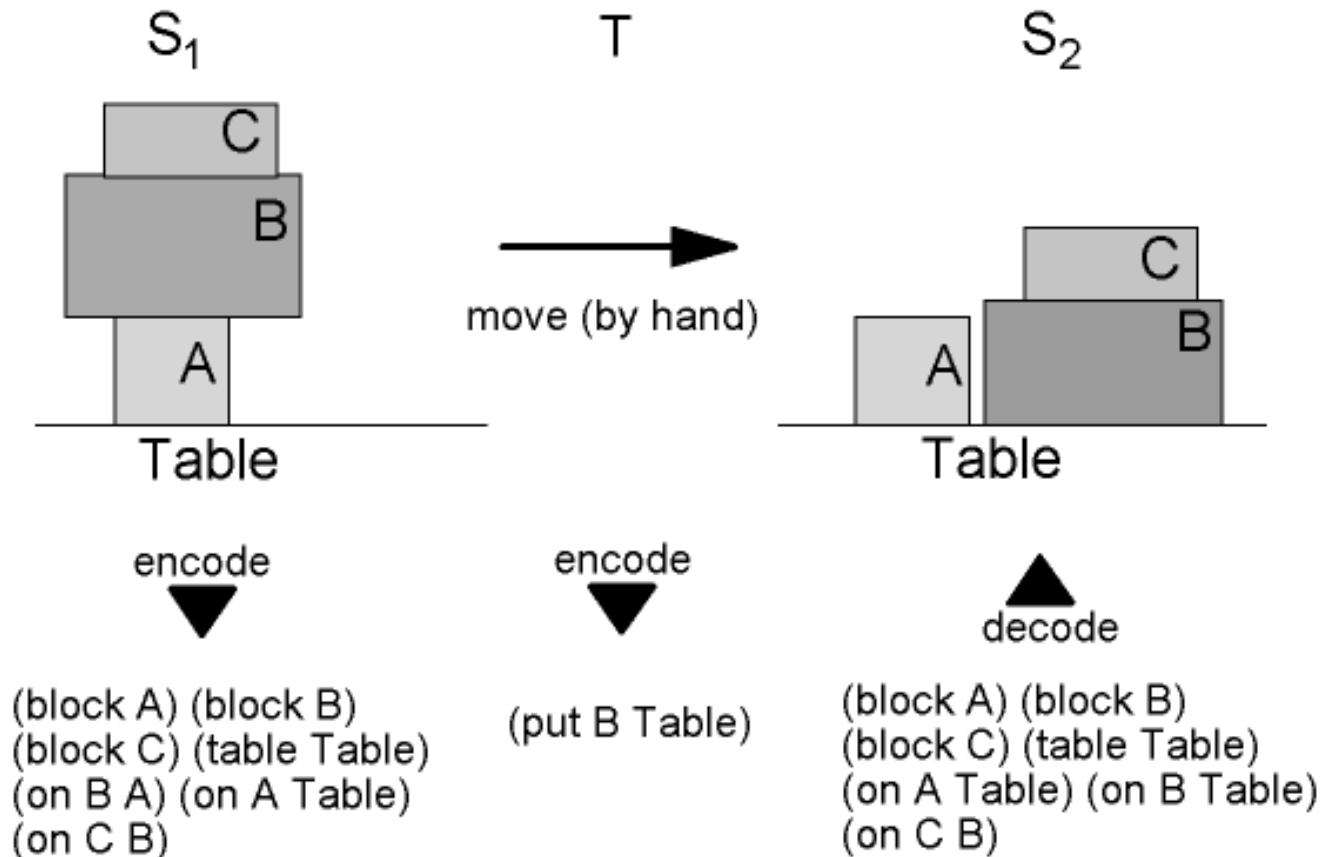 S₁ T S₂
C
B
A
Table
move (by hand)
C
B
A
Table
encode
encode
decode
(block A) (block B)
(block C) (table Table)
(on B A) (on A Table)
(on C B)
(put B Table)
(block A) (block B)
(block C) (table Table)
(on A Table) (on B Table)
(on C B)